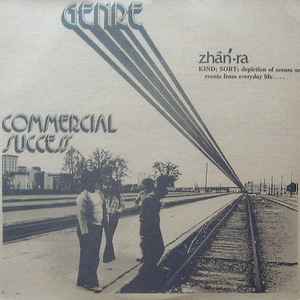 GENRE
zhän′·ra
KIND; SORT; depiction of scenes or
events from everyday life....
COMMERCIAL
SUCCESS